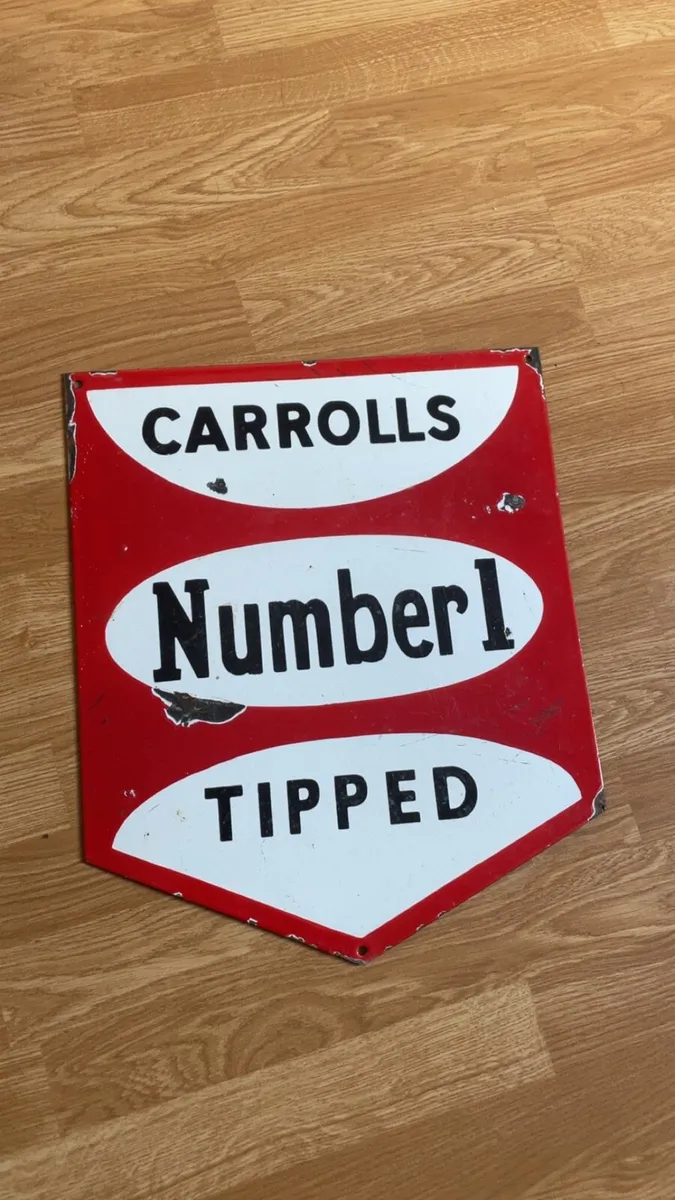 CARROLLS
Number 1
TIPPED